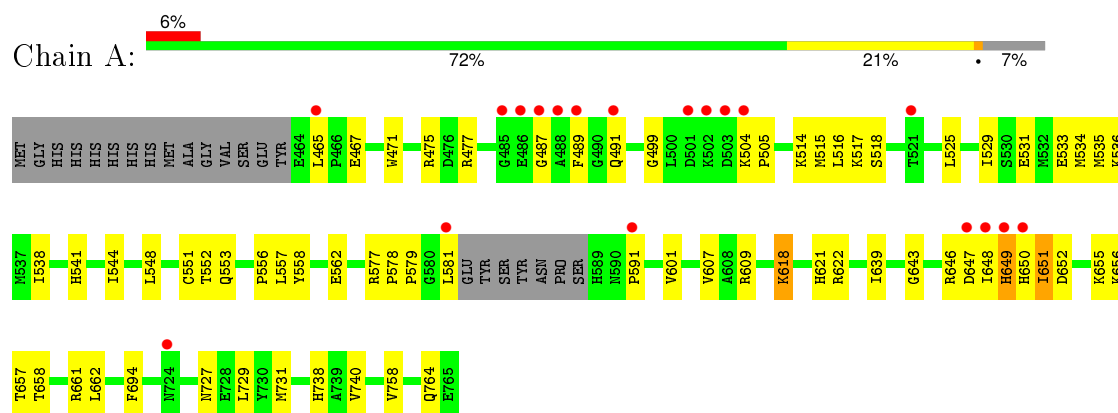 6%
Chain A:
72% 21% • 7%
MET GLY HIS HIS HIS HIS HIS HIS MET ALA GLY VAL SER GLU TYR E464 L465 P466 E467 W471 R475 D476 R477 G485 E486 G487 A488 F489 G490 Q491 G499 L500 D501 K502 D503 K504 P505 K514 M515 L516 K517 S518 T521 L525 I529 S530 E531 M532 E533 M534 M535 K536
M537 I538 H541 I544 L548 C551 T552 Q553 P556 L557 Y558 E562 R577 P578 P579 G580 L581 GLU TYR SER TYR ASN PRO SER H589 N590 P591 V601 V607 A608 R609 K618 H621 R622 I639 G643 R646 D647 I648 H649 H650 I651 D652 K655 K656
T657 T658 R661 L662 F694 N724 N727 E728 L729 Y730 M731 H738 A739 V740 V758 Q764 E765